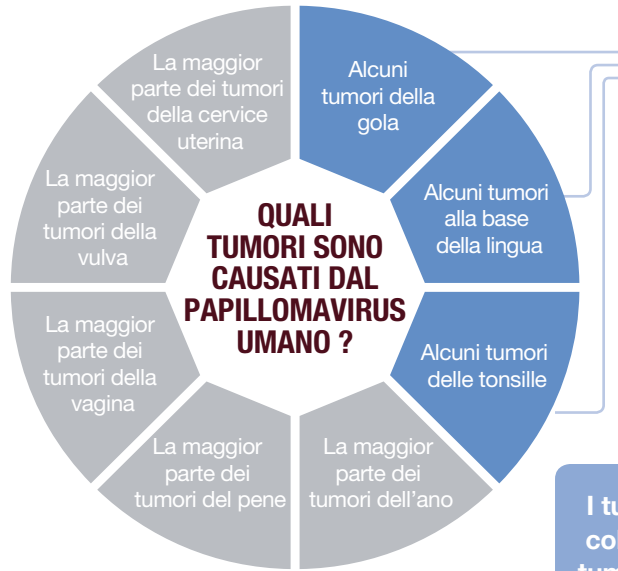 QUALI
TUMORI SONO
CAUSATI DAL
PAPILLOMAVIRUS
UMANO ?
Alcuni
tumori della
gola
Alcuni tumori
alla base
della lingua
Alcuni tumori
delle tonsille
La maggior
parte dei
tumori dell'ano
La maggior
parte dei
tumori del pene
La maggior
parte dei
tumori della
vagina
La maggior
parte dei
tumori della
vulva
La maggior
parte dei tumori
della cervice
uterina